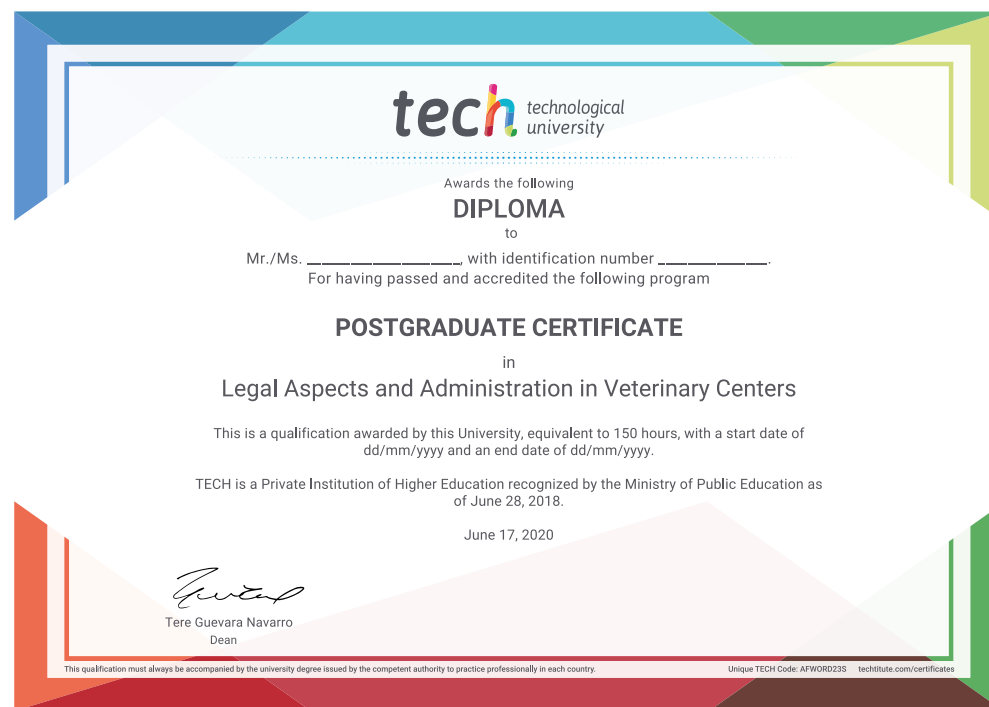 tech technological
university
Awards the following
DIPLOMA
to
Mr./Ms. ____________________, with identification number ______________.
For having passed and accredited the following program
POSTGRADUATE CERTIFICATE
in
Legal Aspects and Administration in Veterinary Centers
This is a qualification awarded by this University, equivalent to 150 hours, with a start date of
dd/mm/yyyy and an end date of dd/mm/yyyy.
TECH is a Private Institution of Higher Education recognized by the Ministry of Public Education as
of June 28, 2018.
June 17, 2020
Tere Guevara Navarro
Dean
This qualification must always be accompanied by the university degree issued by the competent authority to practice professionally in each country.
Unique TECH Code: AFWORD23S techtitute.com/certificates